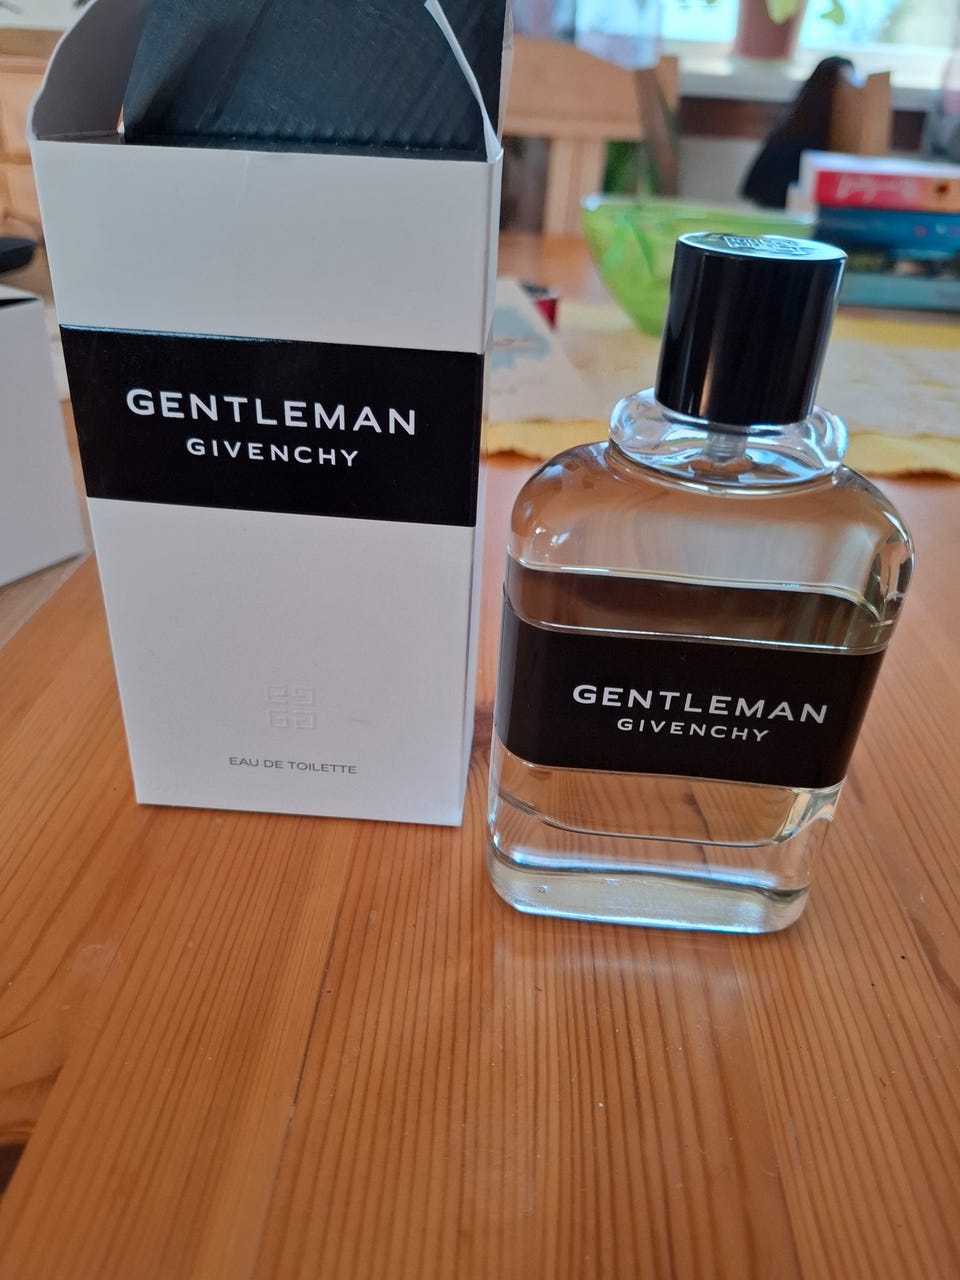 GENTLEMAN
GIVENCHY
EAU DE TOILETTE
GENTLEMAN
GIVENCHY